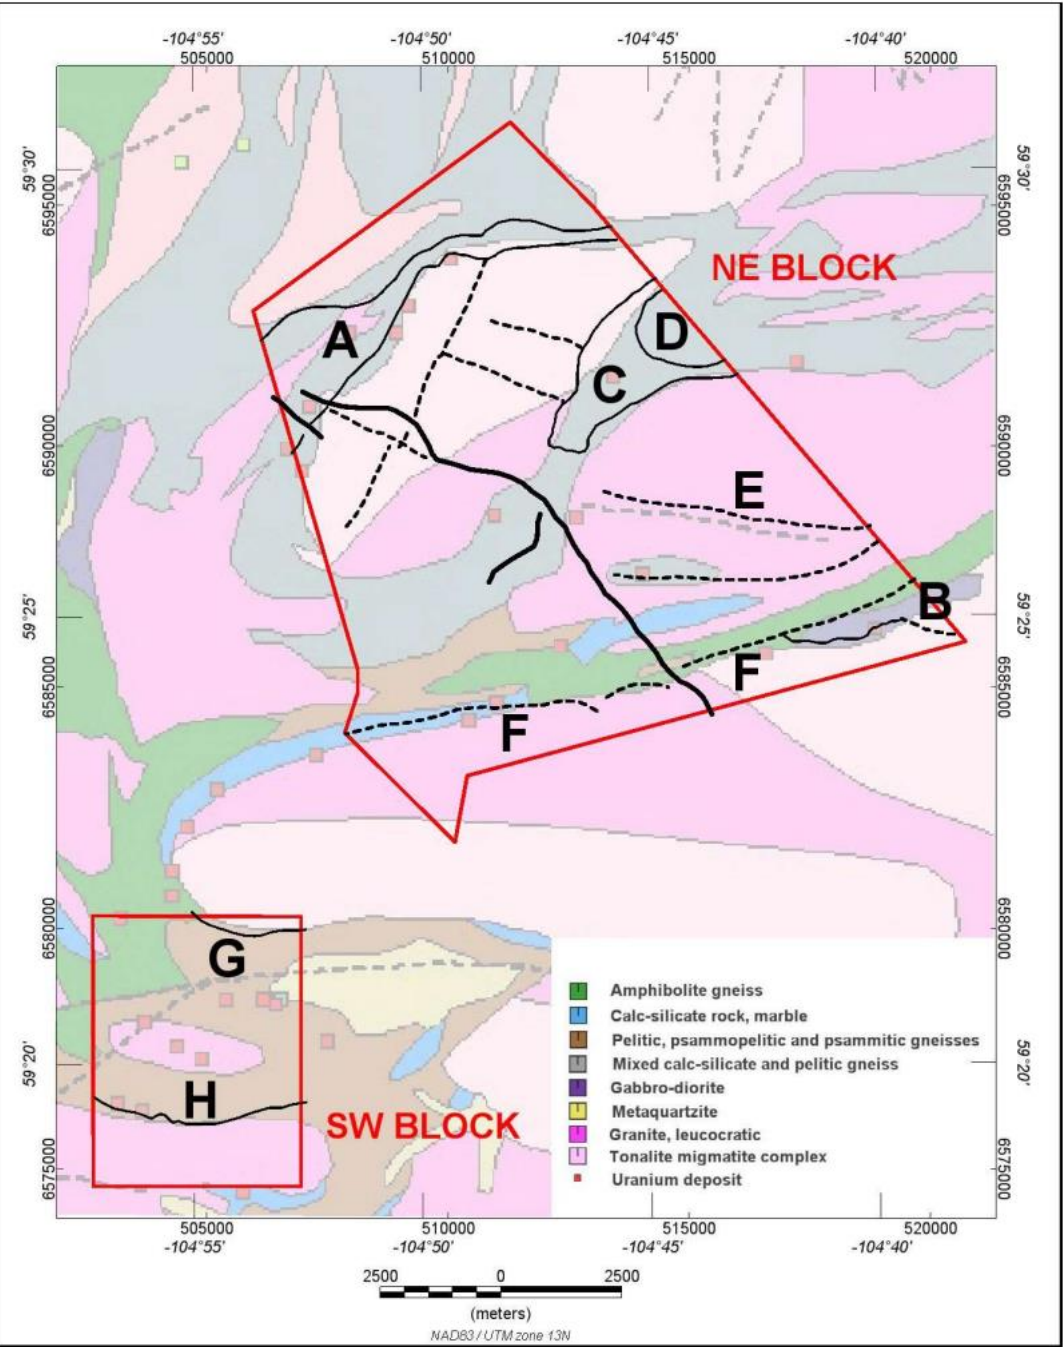 -104°55' -104°50' -104°45' -104°40'
505000 510000 515000 520000
59°30' 59°30'
6595000 6595000
NE BLOCK
A
D
C
6590000 6590000
E
59°25' B 59°25'
6585000 F 6585000
F
6580000 6580000
G
Amphibolite gneiss
Calc-silicate rock, marble
Pelitic, psammopelitic and psammitic gneisses
59°20' Mixed calc-silicate and pelitic gneiss 59°20'
Gabbro-diorite
H Metaquartzite
SW BLOCK Granite, leucocratic
Tonalite migmatite complex
6575000 Uranium deposit 6575000
505000 510000 515000 520000
-104°55' -104°50' -104°45' -104°40'
2500 0 2500
(meters)
NAD83 / UTM zone 13N